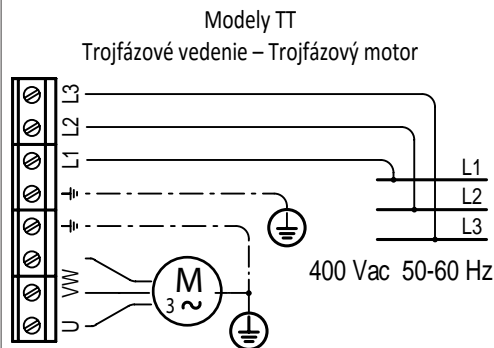 Modely TT
Trojfázové vedenie – Trojfázový motor
L3
L2
L1
L1
L2
L3
400 Vac 50-60 Hz
W
V
U
M
3 ~